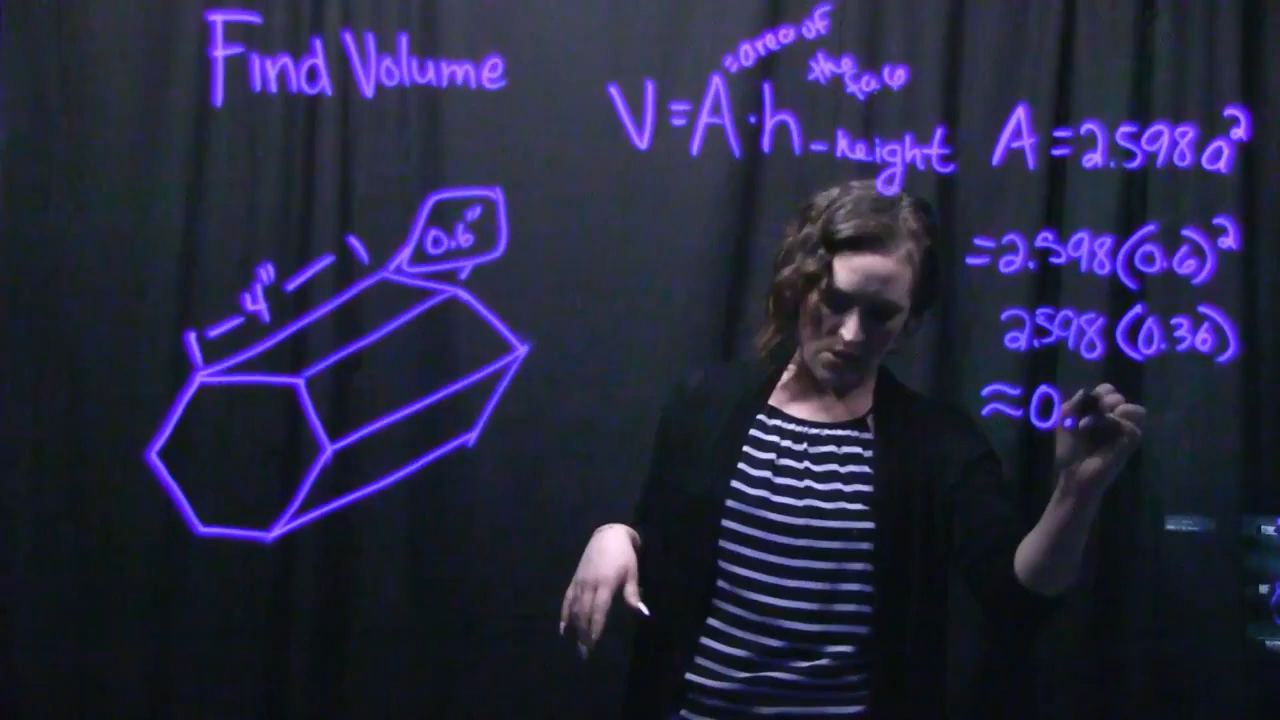 Find Volume
V = A · h - height
= area of
the face
A = 2.598a²
= 2.598(0.6)²
2.598(0.36)
≈ 0.
4"
0.6"